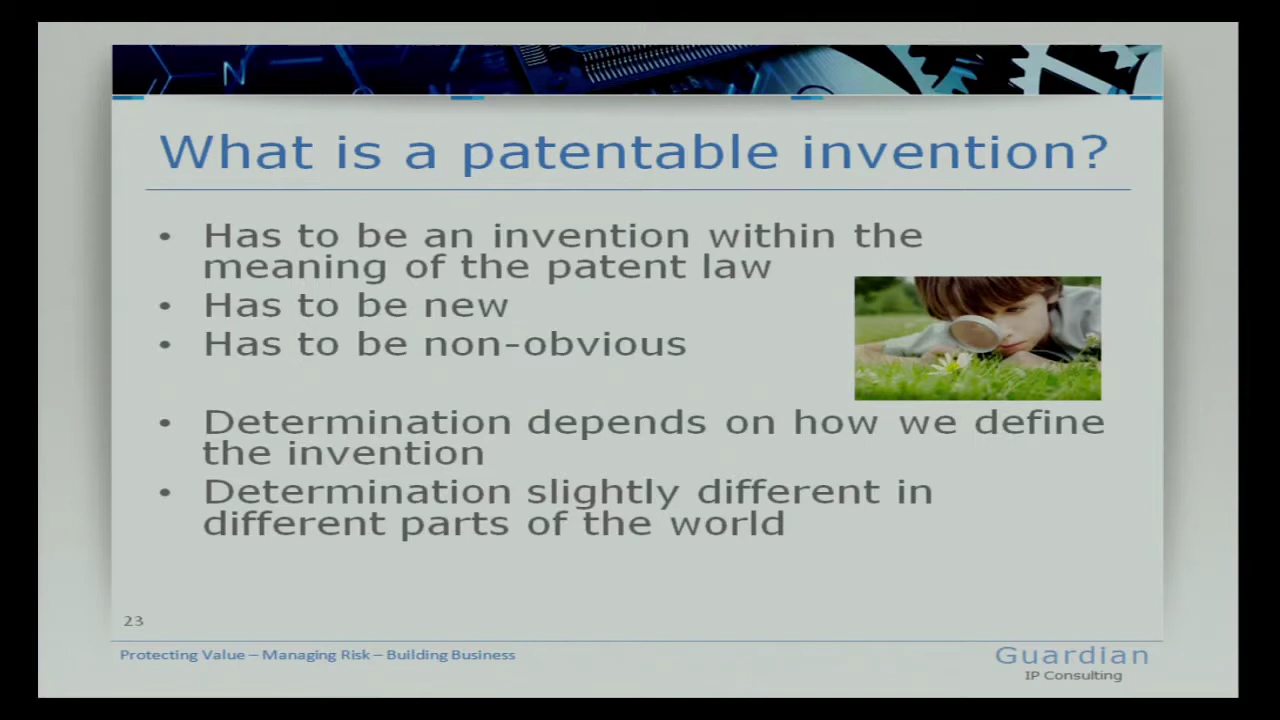 N
What is a patentable invention?
• Has to be an invention within the
meaning of the patent law
• Has to be new
• Has to be non-obvious
• Determination depends on how we define
the invention
• Determination slightly different in
different parts of the world
23
Protecting Value – Managing Risk – Building Business
Guardian
IP Consulting